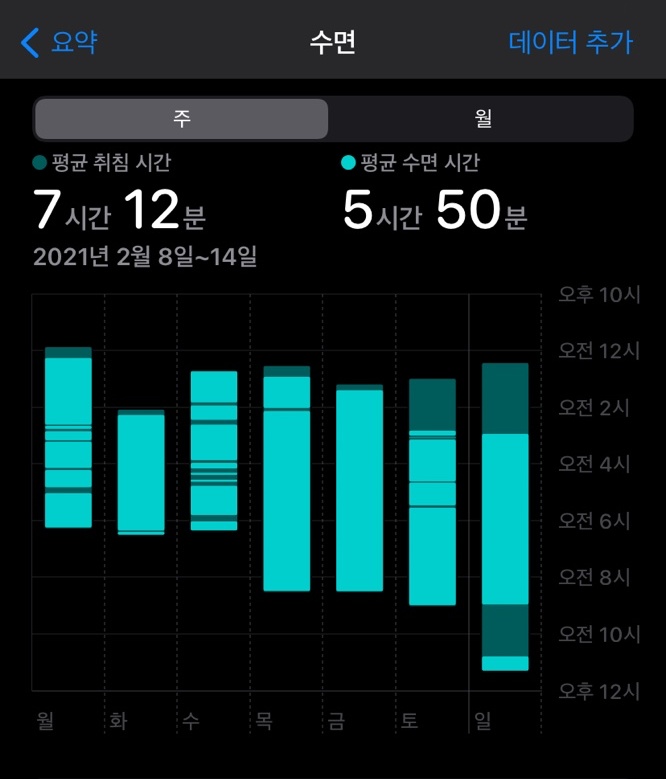 요약 수면 데이터 추가
주 월
평균 취침 시간 평균 수면 시간
7시간 12분 5시간 50분
2021년 2월 8일~14일
오후 10시
오전 12시
오전 2시
오전 4시
오전 6시
오전 8시
오전 10시
오후 12시
월 화 수 목 금 토 일